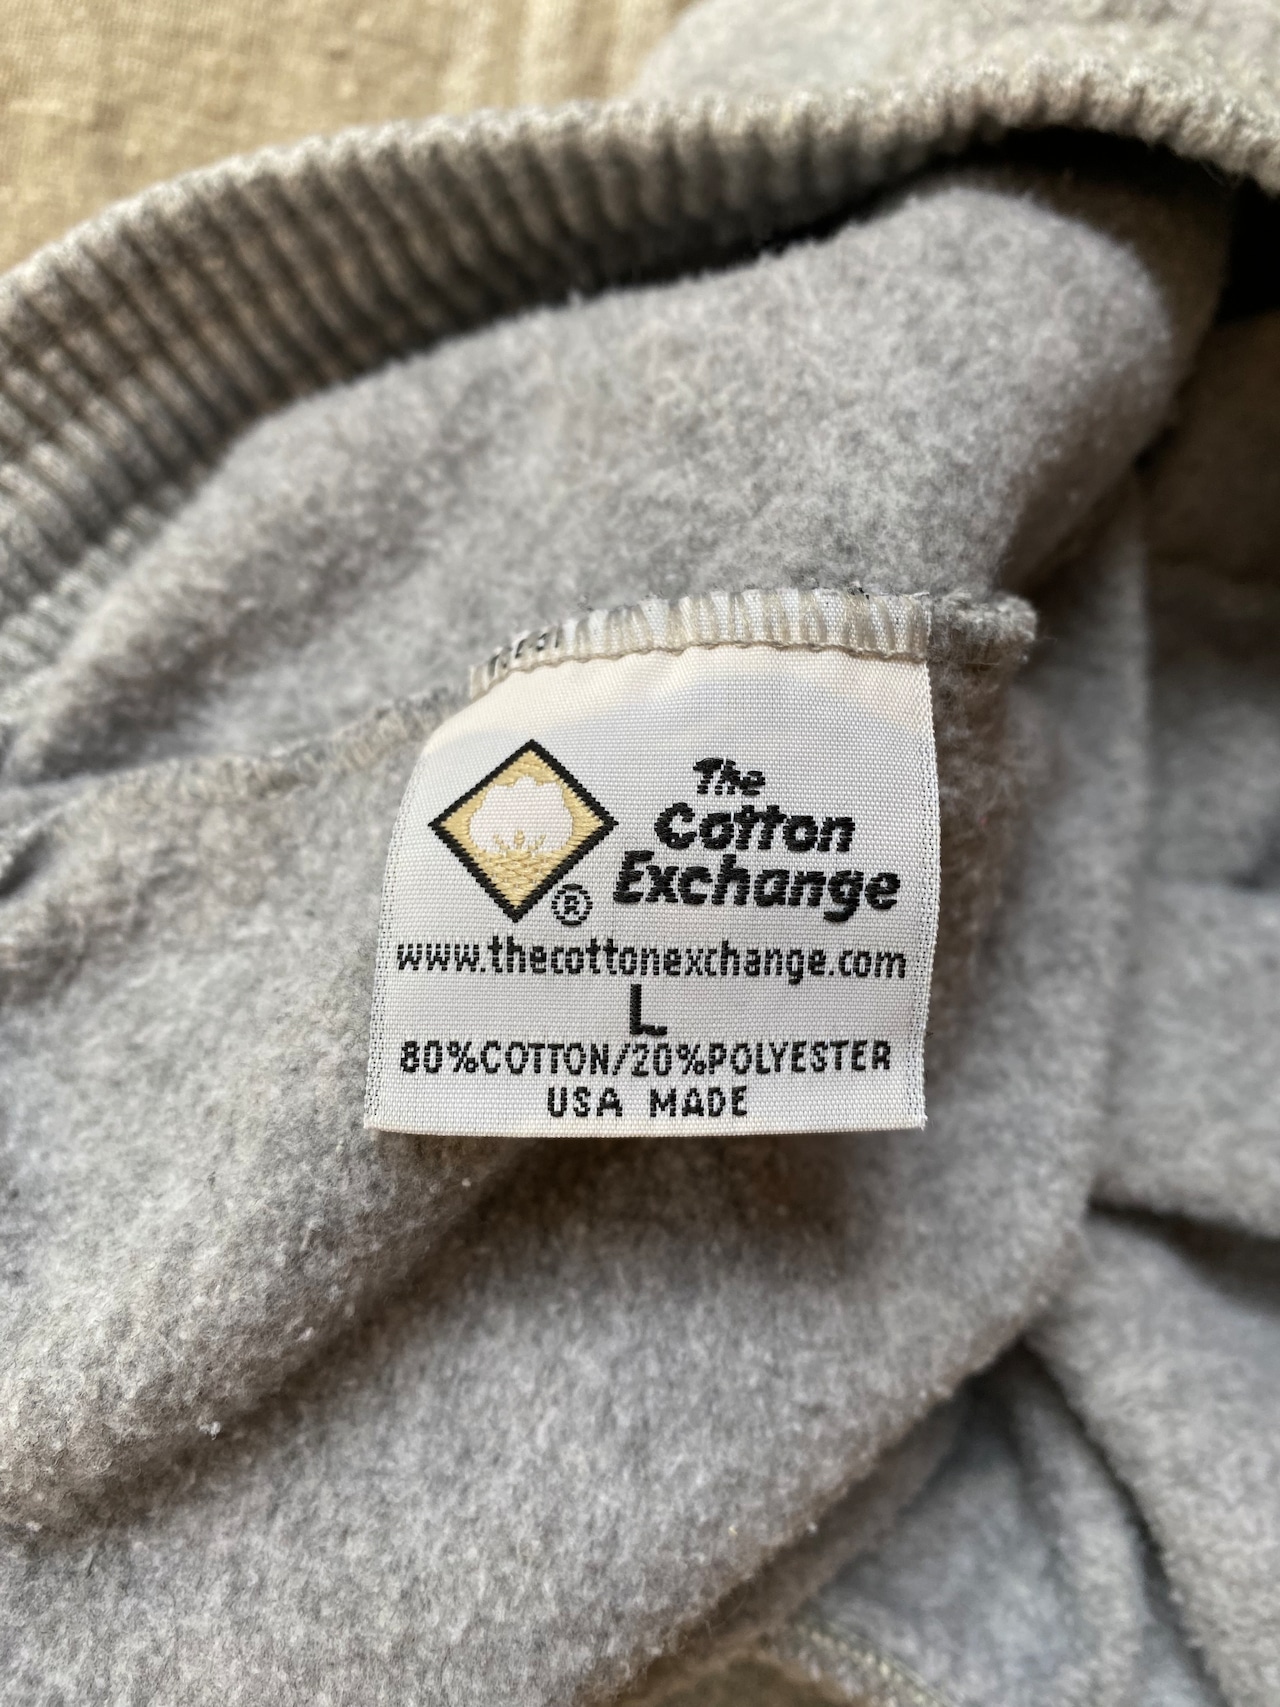 The
Cotton
Exchange
®
www.thecottonexchange.com
L
80%COTTON/20%POLYESTER
USA MADE